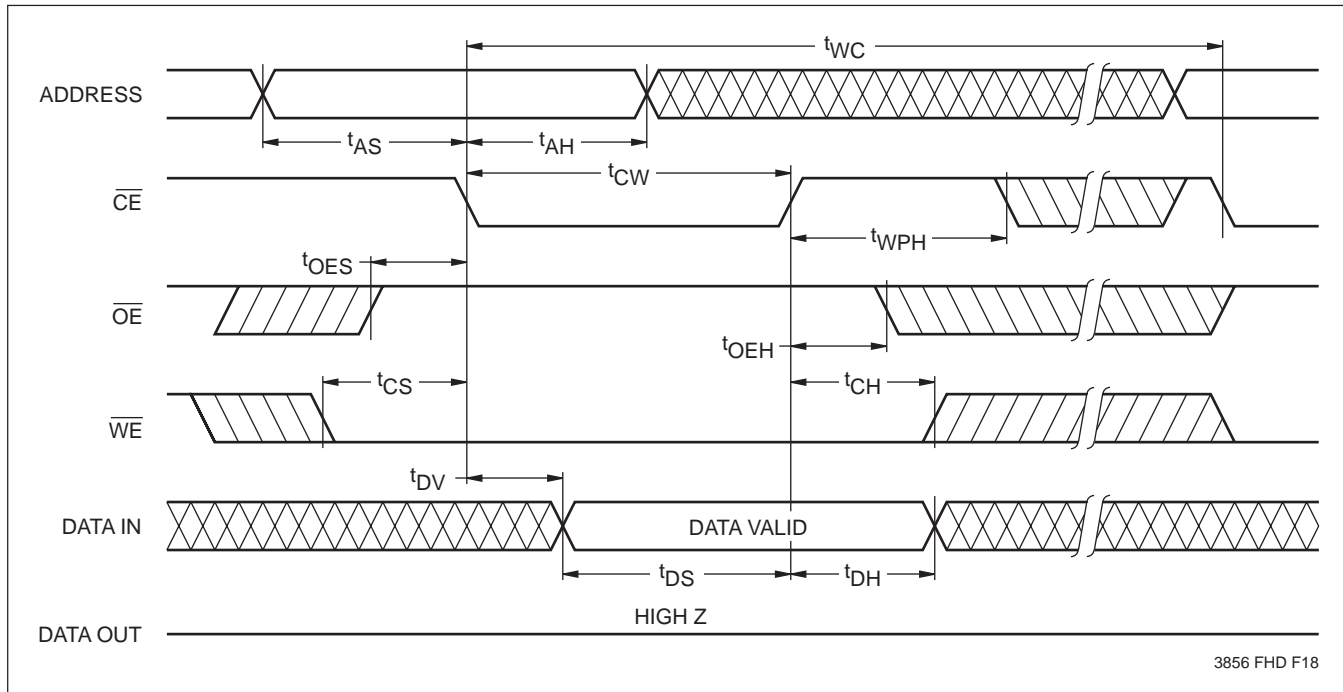 tWC
ADDRESS
tAS
tAH
tCW
CE
tWPH
tOES
OE
tOEH
tCS
tCH
WE
tDV
DATA IN
DATA VALID
tDS
tDH
HIGH Z
DATA OUT
3856 FHD F18